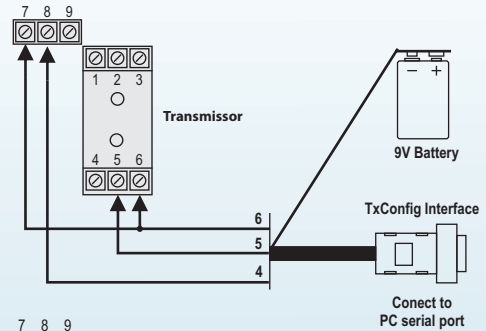 7 8 9
1 2 3
Transmissor
4 5 6
− +
9V Battery
TxConfig Interface
6
5
4
Conect to
PC serial port
7 8 9